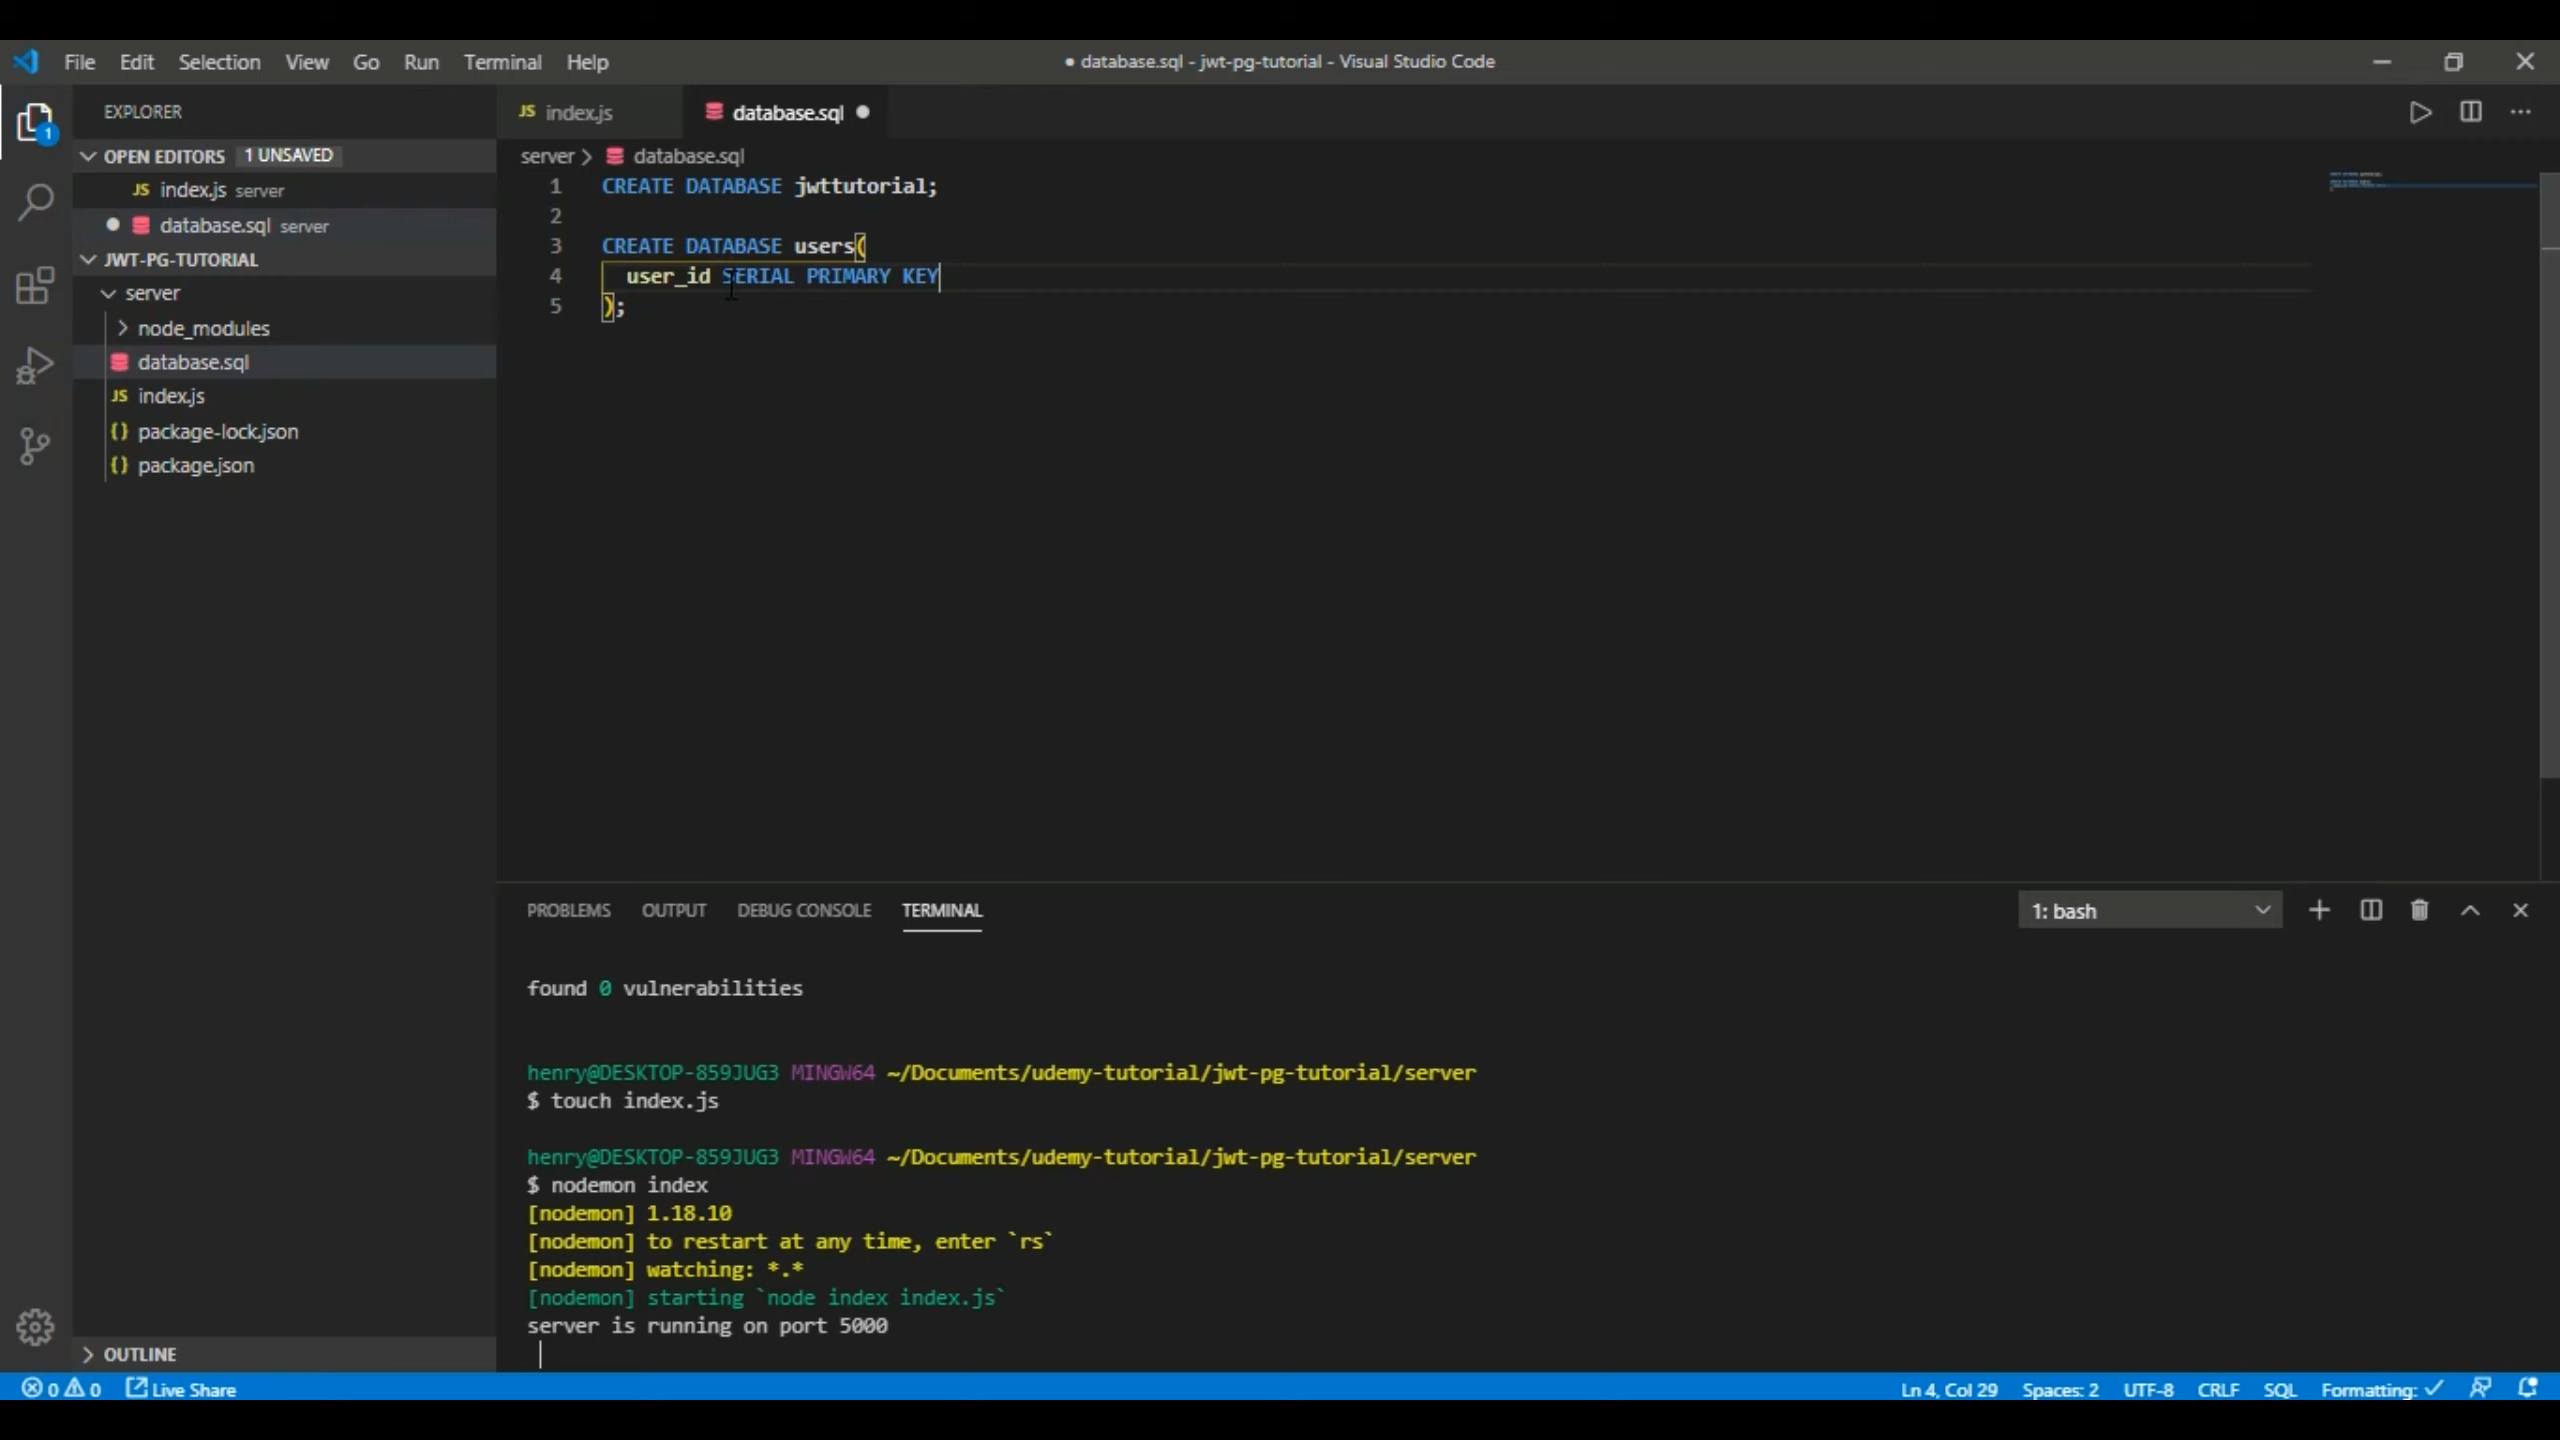 File Edit Selection View Go Run Terminal Help
● database.sql - jwt-pg-tutorial - Visual Studio Code
EXPLORER
OPEN EDITORS 1 UNSAVED
JS index.js server
database.sql server
JWT-PG-TUTORIAL
server
node_modules
database.sql
JS index.js
{} package-lock.json
{} package.json
OUTLINE
1
JS index.js
database.sql ●
server > database.sql
1 CREATE DATABASE jwttutorial;
2
3 CREATE DATABASE users(
4 user_id SERIAL PRIMARY KEY
5 );
PROBLEMS OUTPUT DEBUG CONSOLE TERMINAL
1: bash
found 0 vulnerabilities
henry@DESKTOP-859JUG3 MINGW64 ~/Documents/udemy-tutorial/jwt-pg-tutorial/server
$ touch index.js
henry@DESKTOP-859JUG3 MINGW64 ~/Documents/udemy-tutorial/jwt-pg-tutorial/server
$ nodemon index
[nodemon] 1.18.10
[nodemon] to restart at any time, enter `rs`
[nodemon] watching: *.*
[nodemon] starting `node index index.js`
server is running on port 5000
0 0 Live Share
Ln 4, Col 29 Spaces: 2 UTF-8 CRLF SQL Formatting: ✓